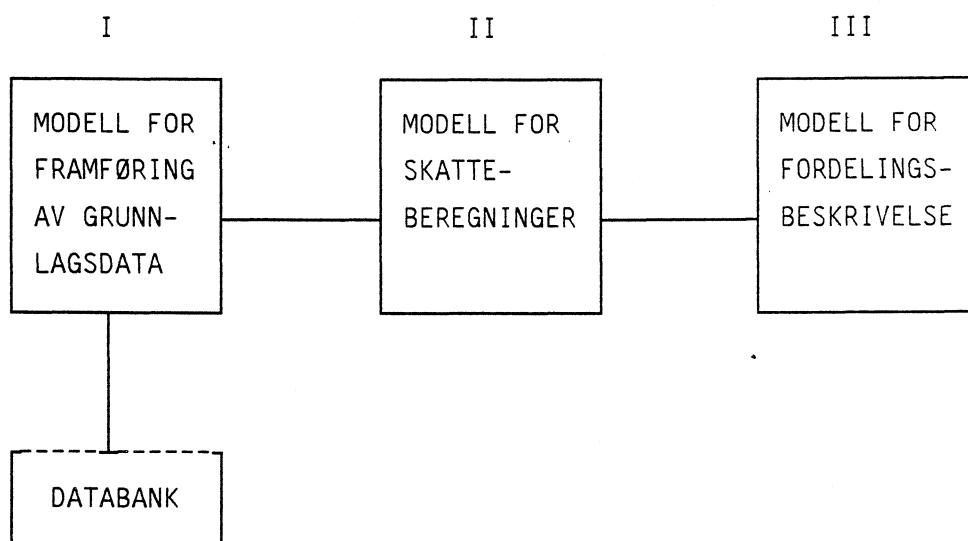 I
II
III
MODELL FOR
FRAMFØRING
AV GRUNN-
LAGSDATA
MODELL FOR
SKATTE-
BEREGNINGER
MODELL FOR
FORDELINGS-
BESKRIVELSE
DATABANK